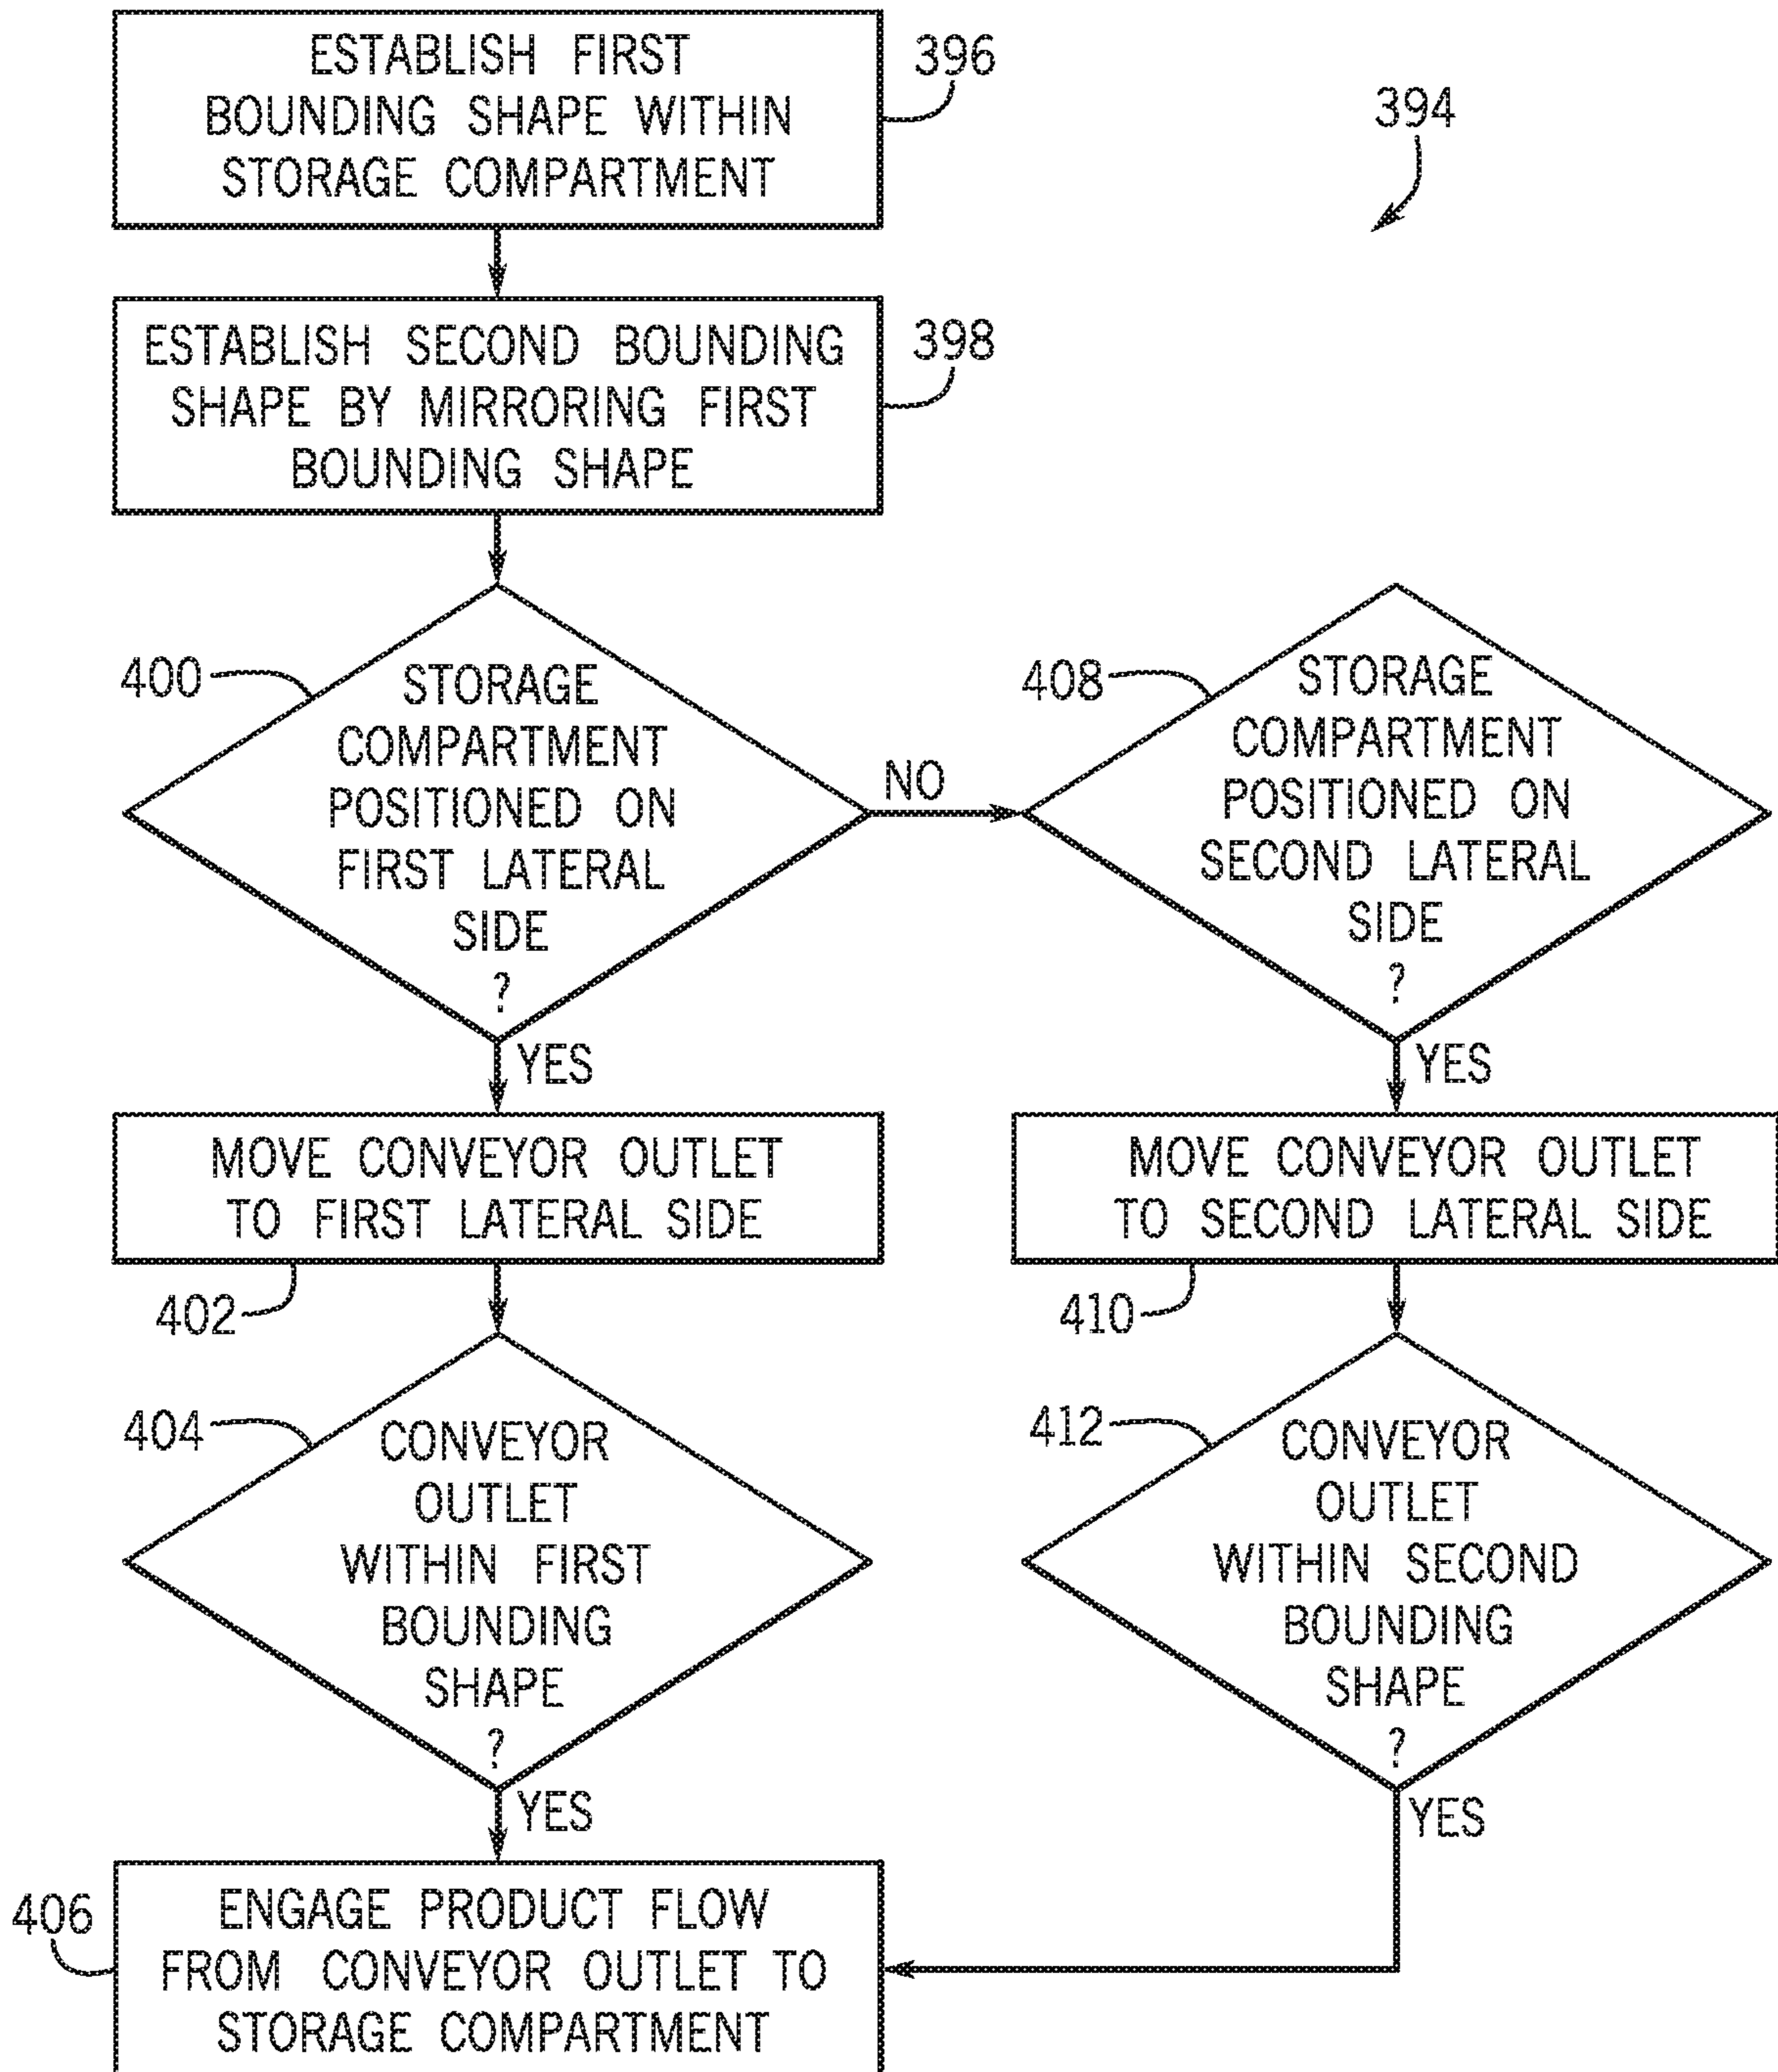 ESTABLISH FIRST
BOUNDING SHAPE WITHIN
STORAGE COMPARTMENT
396
394
ESTABLISH SECOND BOUNDING
SHAPE BY MIRRORING FIRST
BOUNDING SHAPE
398
400
STORAGE
COMPARTMENT
POSITIONED ON
FIRST LATERAL
SIDE
?
NO
408
STORAGE
COMPARTMENT
POSITIONED ON
SECOND LATERAL
SIDE
?
YES
YES
MOVE CONVEYOR OUTLET
TO FIRST LATERAL SIDE
402
MOVE CONVEYOR OUTLET
TO SECOND LATERAL SIDE
410
404
CONVEYOR
OUTLET
WITHIN FIRST
BOUNDING
SHAPE
?
412
CONVEYOR
OUTLET
WITHIN SECOND
BOUNDING
SHAPE
?
YES
YES
406
ENGAGE PRODUCT FLOW
FROM CONVEYOR OUTLET TO
STORAGE COMPARTMENT